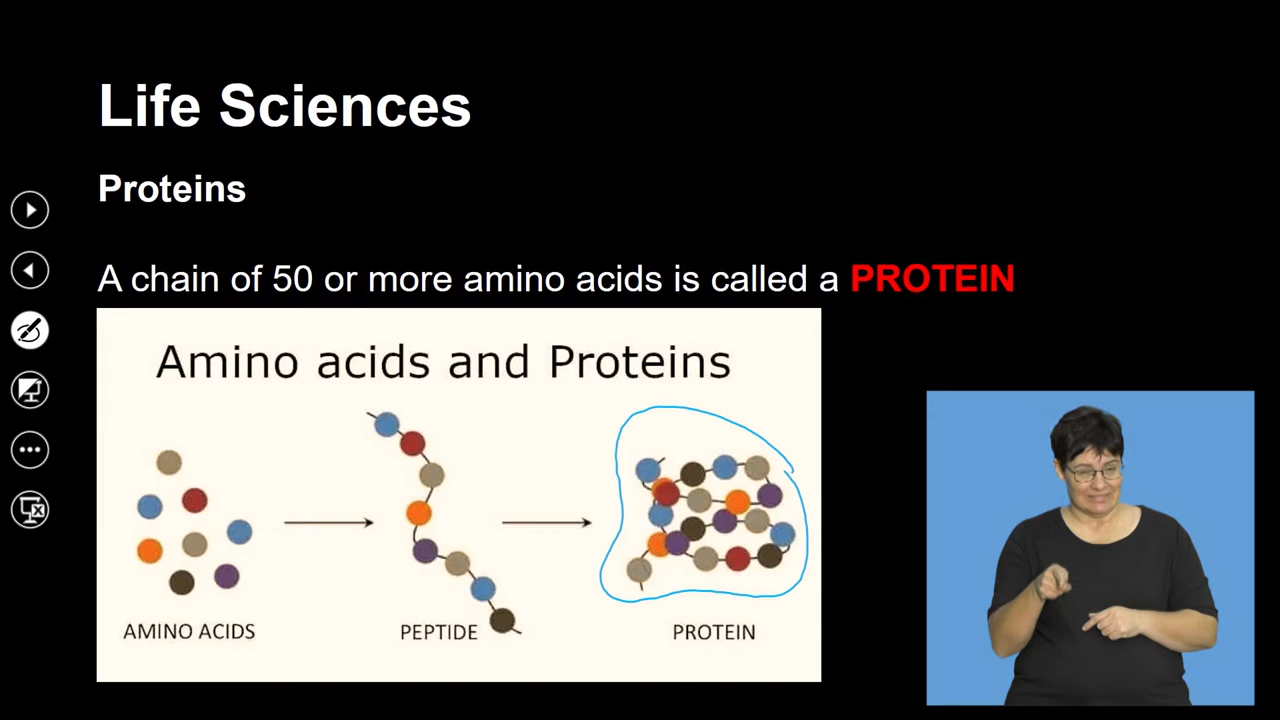 Life Sciences
Proteins
A chain of 50 or more amino acids is called a PROTEIN
Amino acids and Proteins
AMINO ACIDS
PEPTIDE
PROTEIN